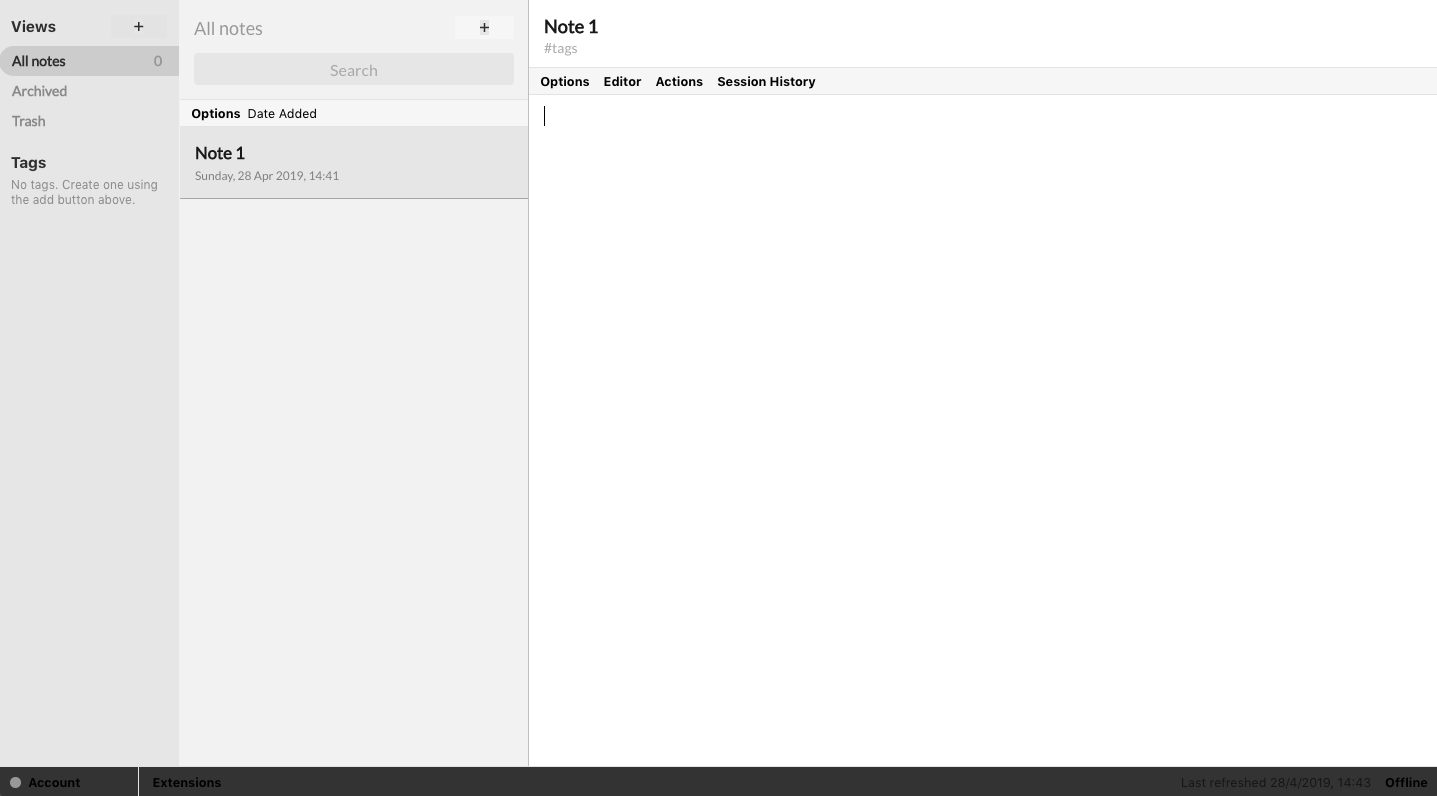 Views +
All notes 0
Archived
Trash
Tags
No tags. Create one using
the add button above.
All notes +
Search
Options Date Added
Note 1
Sunday, 28 Apr 2019, 14:41
Note 1
#tags
Options Editor Actions Session History
Account Extensions Last refreshed 28/4/2019, 14:43 Offline